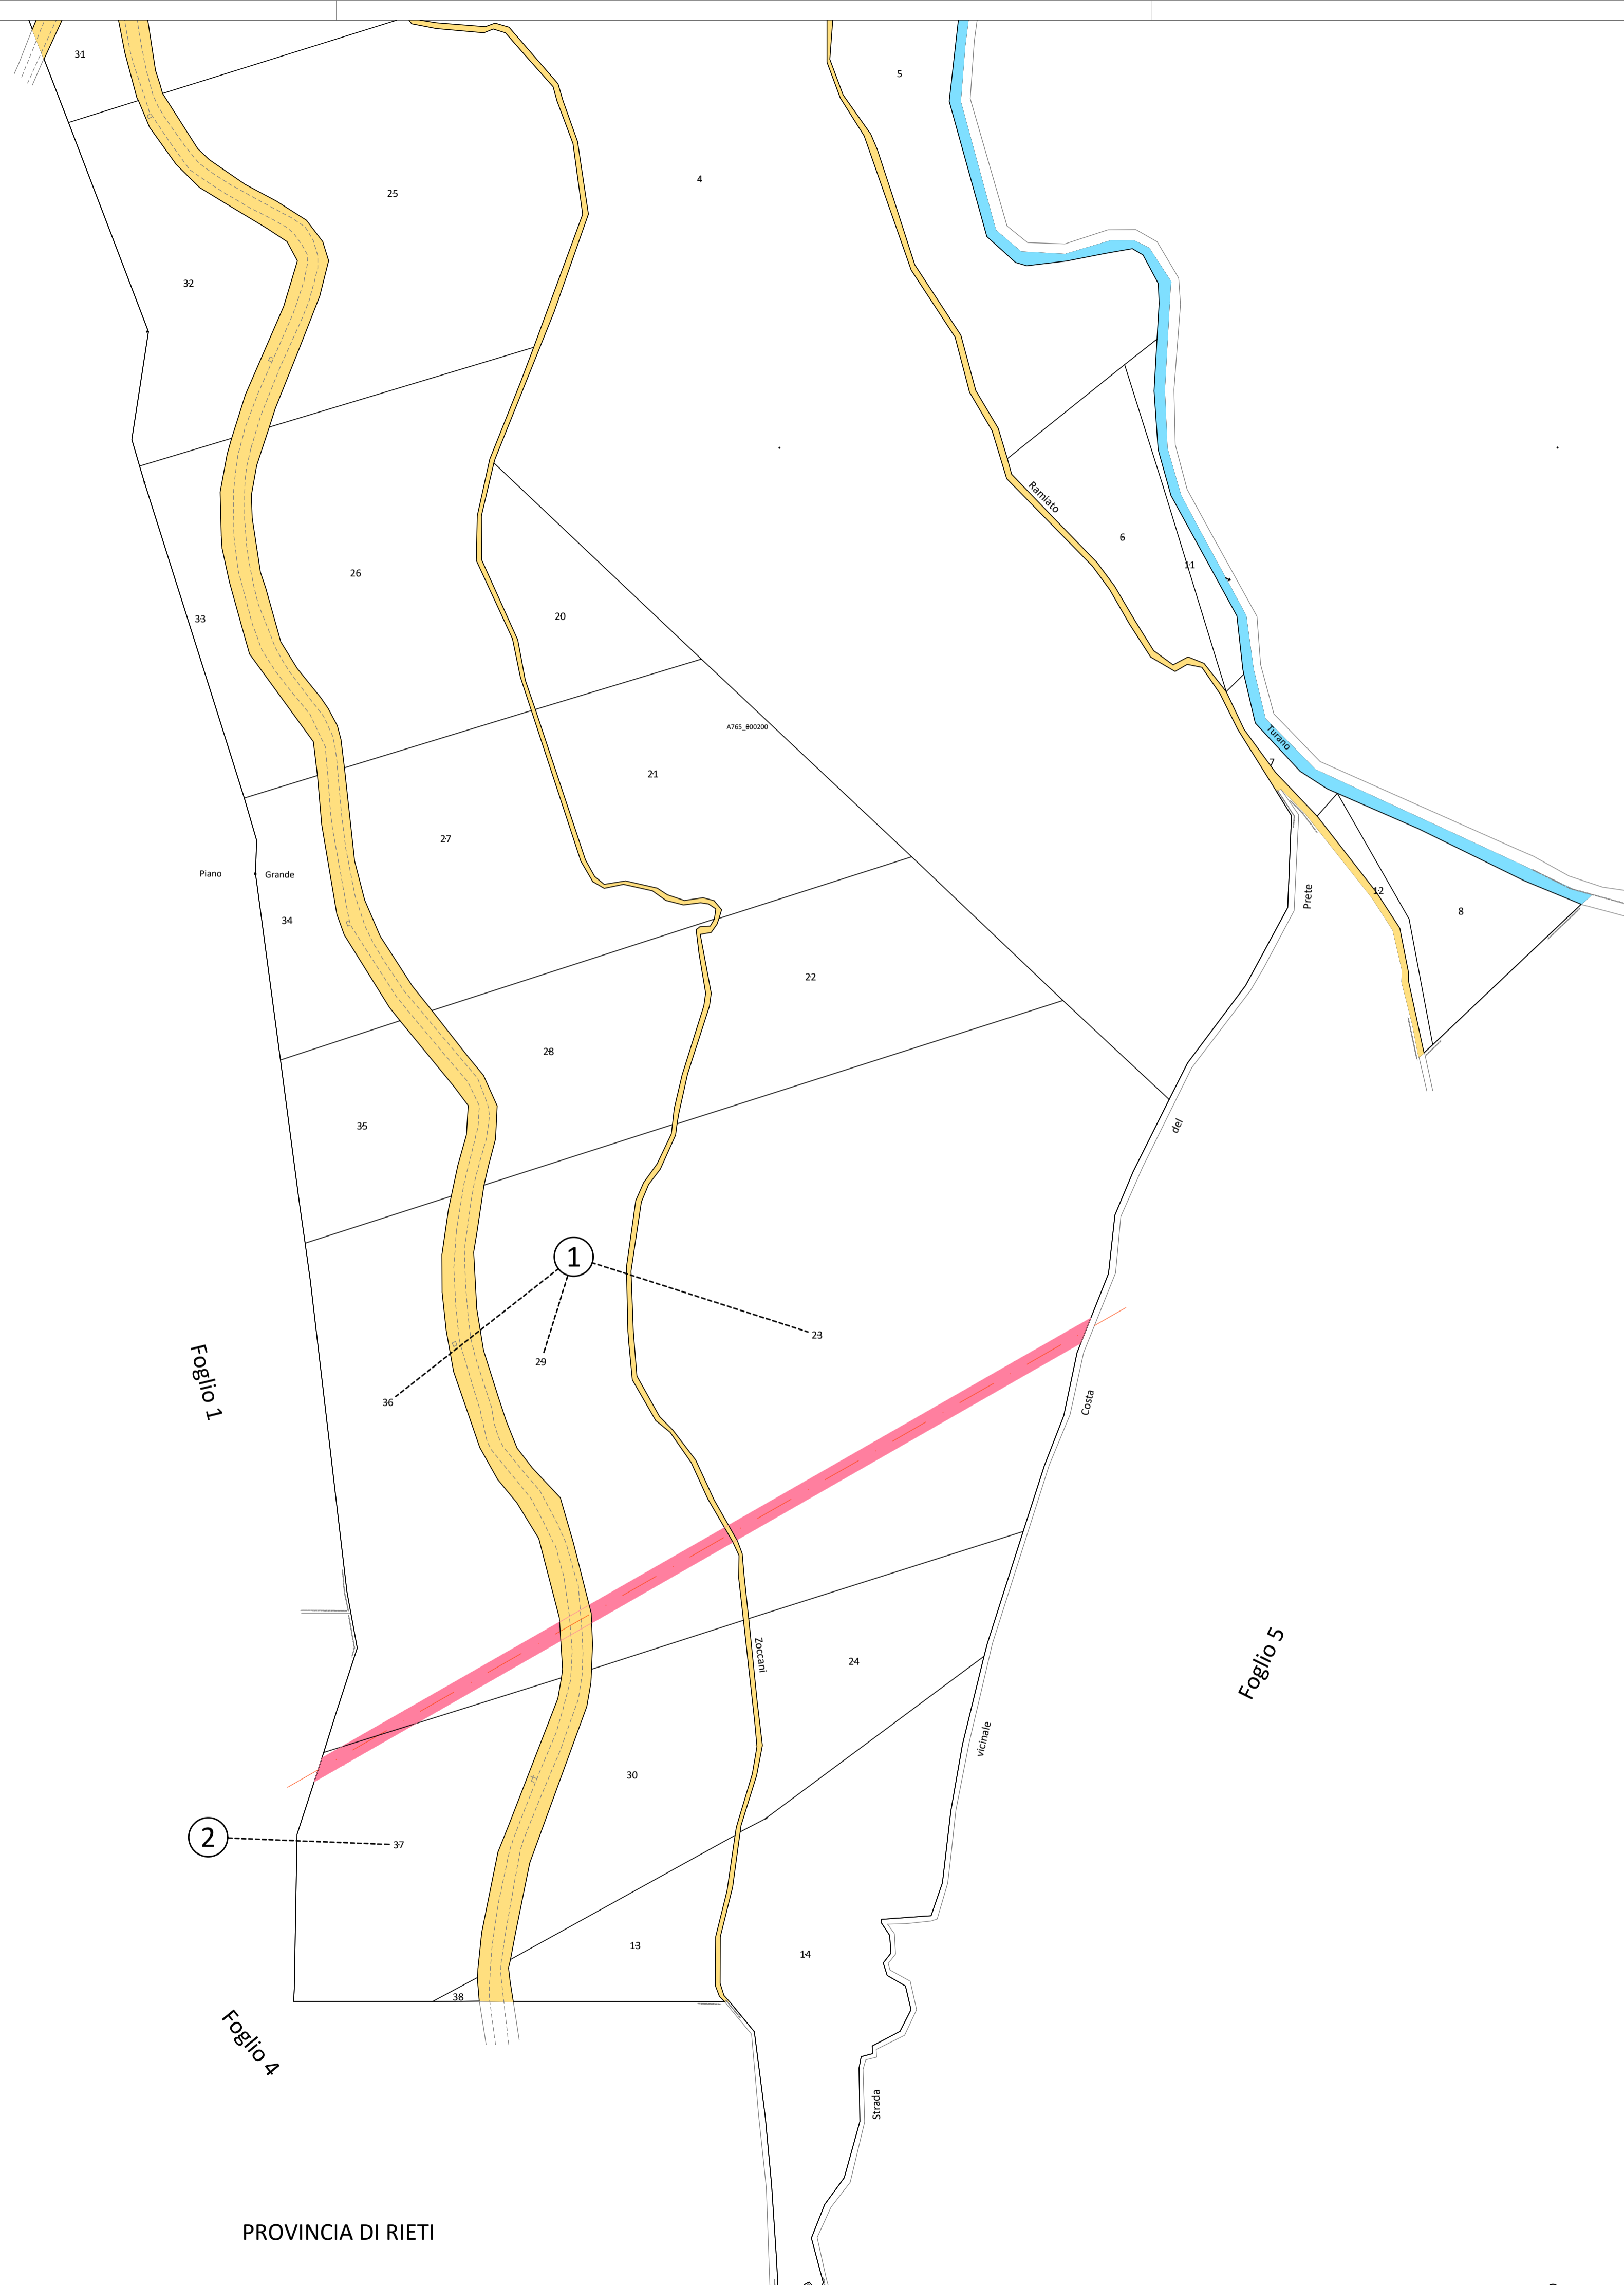 31
5
25
4
32
Ramiato
6
11
26
33
20
A765_000200
Turano
7
21
27
Piano
Grande
Prete
12
8
34
22
28
del
35
1
23
29
Foglio 1
36
Costa
Zoccani
24
Foglio 5
vicinale
30
2
37
13
14
38
Foglio 4
Strada
PROVINCIA DI RIETI